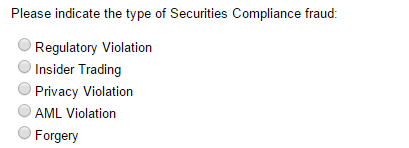 Please indicate the type of Securities Compliance fraud:
Regulatory Violation
Insider Trading
Privacy Violation
AML Violation
Forgery